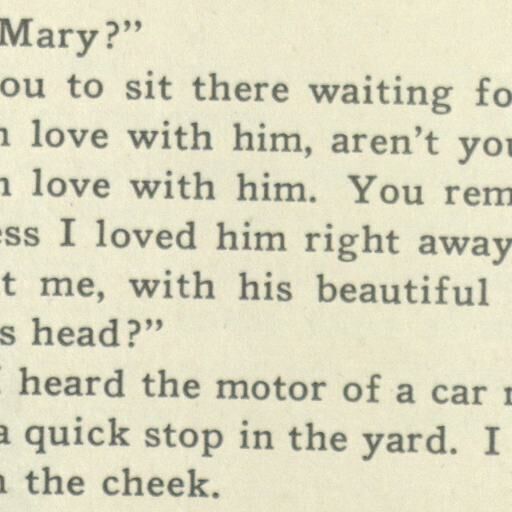 Mary?”
ou to sit there waiting fo
n love with him, aren’t you
n love with him. You rem
ess I loved him right away
t me, with his beautiful
s head?”
I heard the motor of a car
a quick stop in the yard. I
n the cheek.